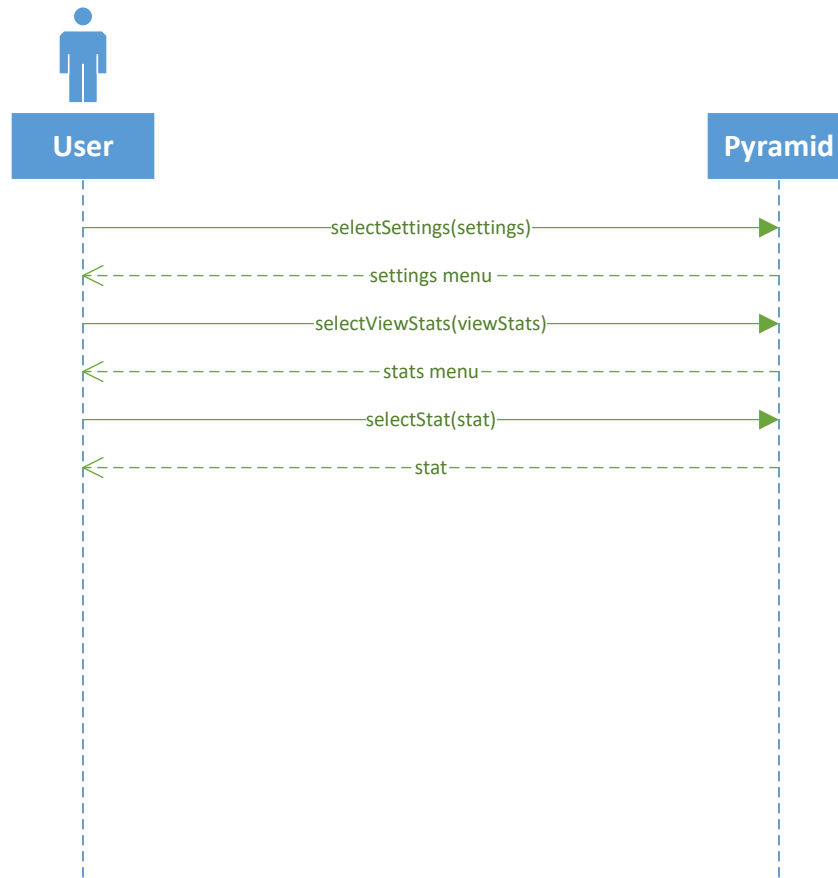 User
Pyramid
selectSettings(settings)
settings menu
selectViewStats(viewStats)
stats menu
selectStat(stat)
stat